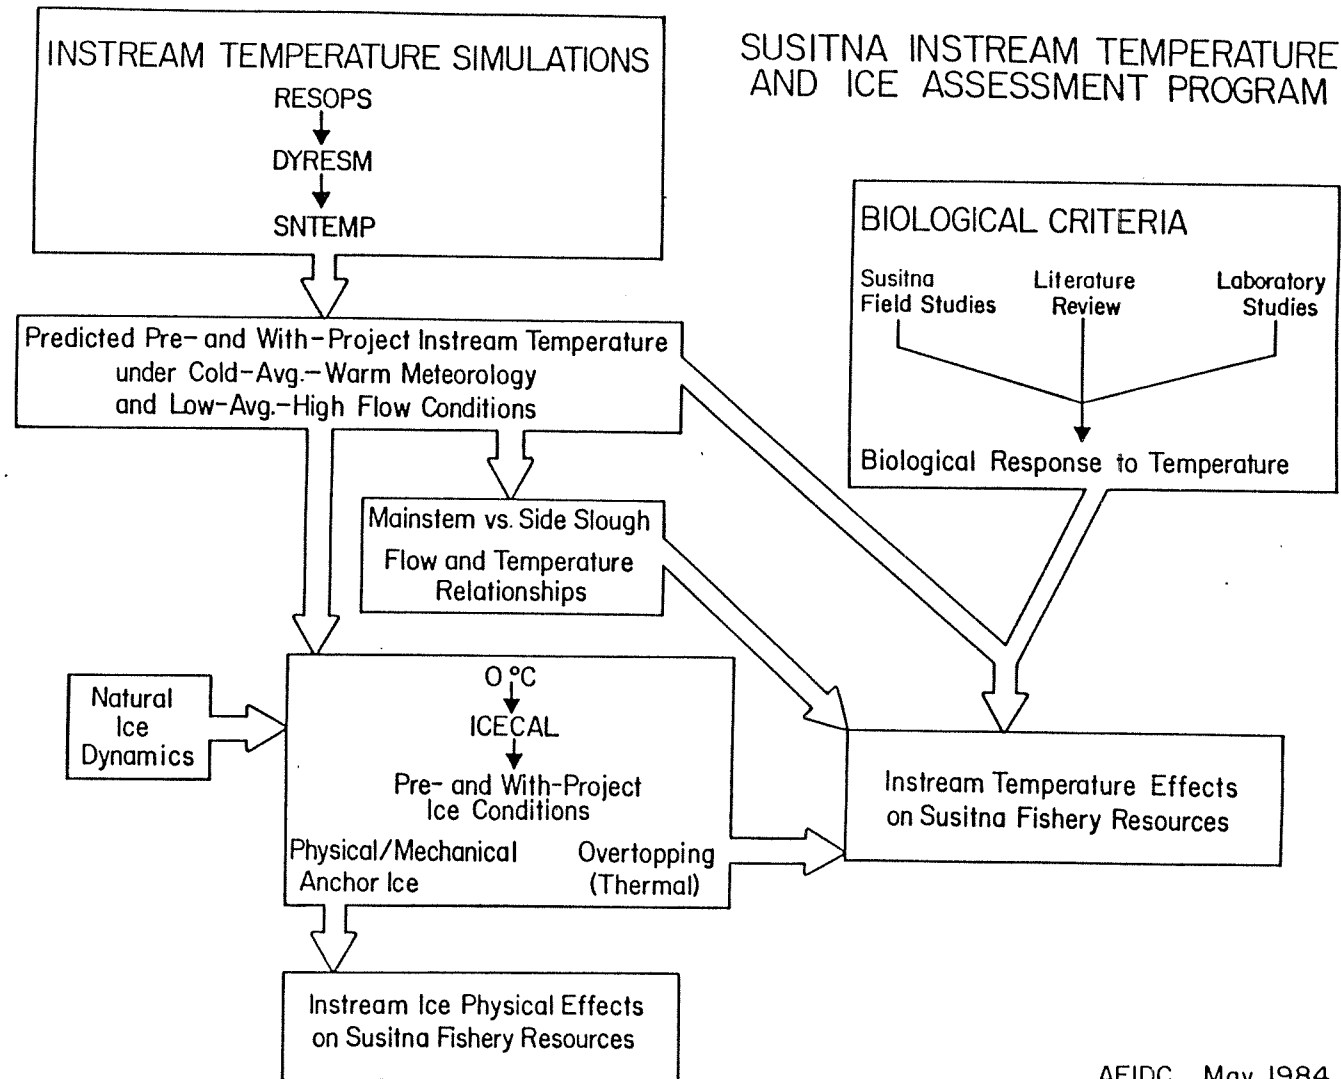 SUSITNA INSTREAM TEMPERATURE
AND ICE ASSESSMENT PROGRAM
INSTREAM TEMPERATURE SIMULATIONS
RESOPS
DYRESM
SNTEMP
BIOLOGICAL CRITERIA
Susitna
Field Studies
Literature
Review
Laboratory
Studies
Biological Response to Temperature
Predicted Pre- and With-Project Instream Temperature
under Cold-Avg.-Warm Meteorology
and Low-Avg.-High Flow Conditions
Mainstem vs. Side Slough
Flow and Temperature
Relationships
Natural
Ice
Dynamics
0 °C
ICECAL
Pre- and With-Project
Ice Conditions
Physical/Mechanical
Anchor Ice
Overtopping
(Thermal)
Instream Temperature Effects
on Susitna Fishery Resources
Instream Ice Physical Effects
on Susitna Fishery Resources
AEIDC May 1984